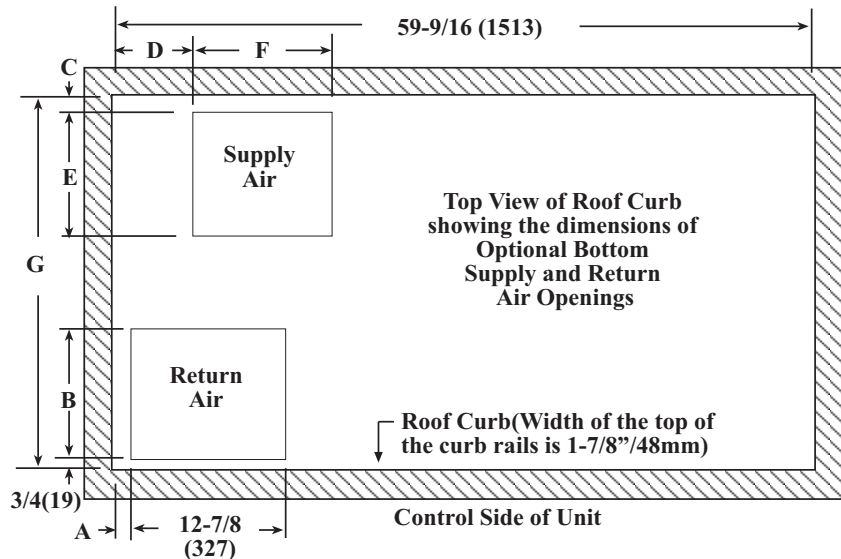 59-9/16 (1513)
D
F
C
E
Supply
Air
G
Top View of Roof Curb
showing the dimensions of
Optional Bottom
Supply and Return
Air Openings
B
Return
Air
Roof Curb(Width of the top of
the curb rails is 1-7/8”/48mm)
3/4(19)
A
12-7/8
(327)
Control Side of Unit